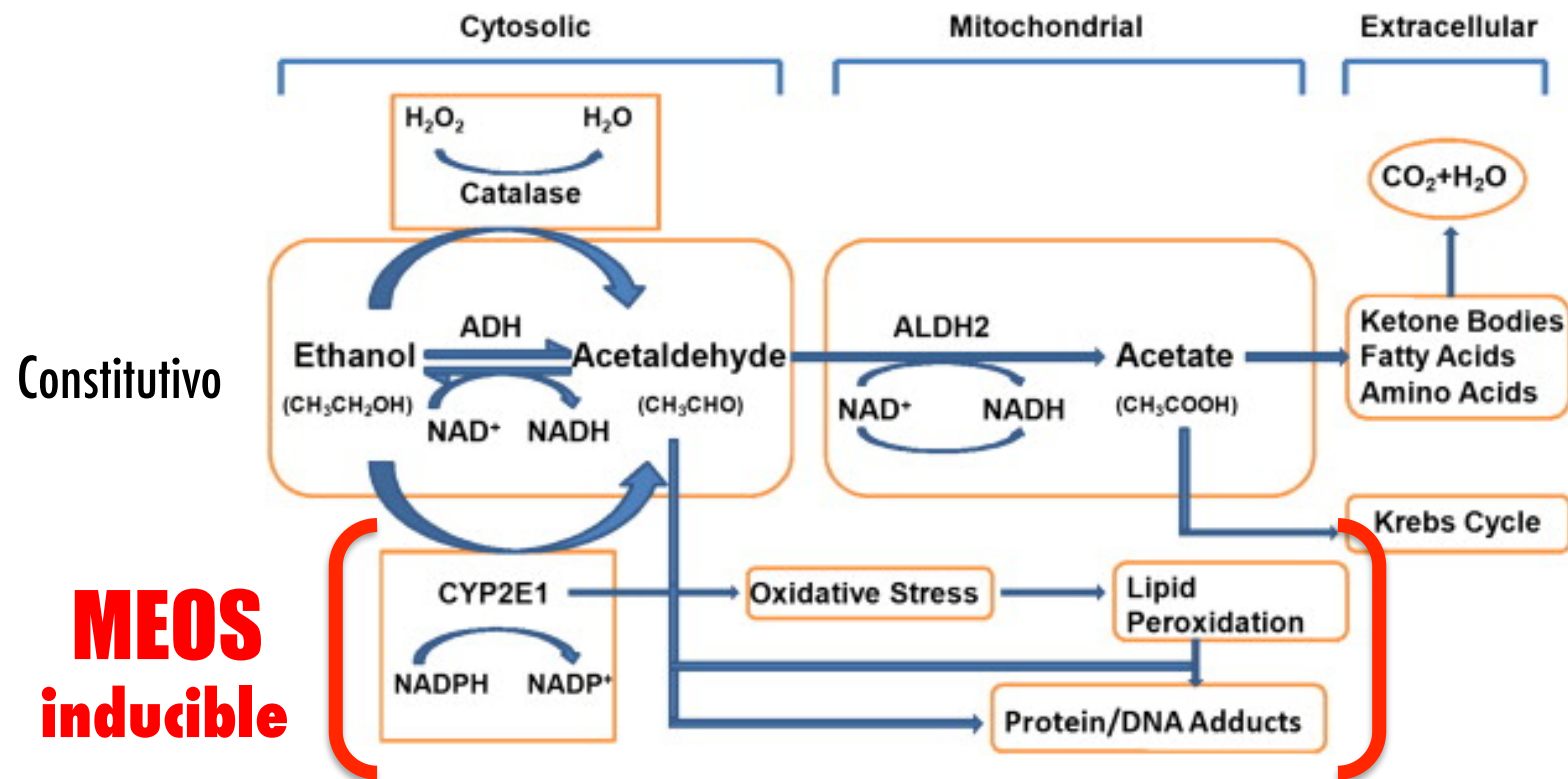 Cytosolic
Mitochondrial
Extracellular
H₂O₂
H₂O
Catalase
CO₂+H₂O
Constitutivo
Ethanol
(CH₃CH₂OH)
ADH
NAD⁺
NADH
Acetaldehyde
(CH₃CHO)
ALDH2
NAD⁺
NADH
Acetate
(CH₃COOH)
Ketone Bodies
Fatty Acids
Amino Acids
Krebs Cycle
MEOS
inducible
CYP2E1
NADPH
NADP⁺
Oxidative Stress
Lipid
Peroxidation
Protein/DNA Adducts